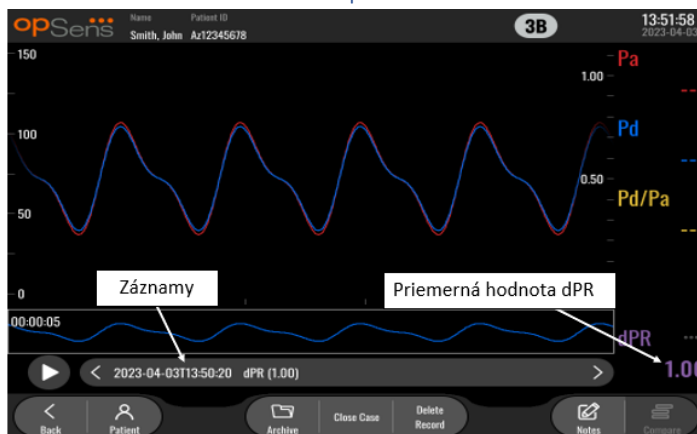 opSens
Name Patient ID
Smith, John Az12345678
3B
13:51:58
2023-04-03
150
100
50
0
1.00
0.50
Pa
--
Pd
--
Pd/Pa
--
Záznamy
Priemerná hodnota dPR
00:00:05
dPR
--
1.00
2023-04-03T13:50:20 dPR (1.00)
Back
Patient
Archive
Close Case
Delete
Record
Notes
Compare